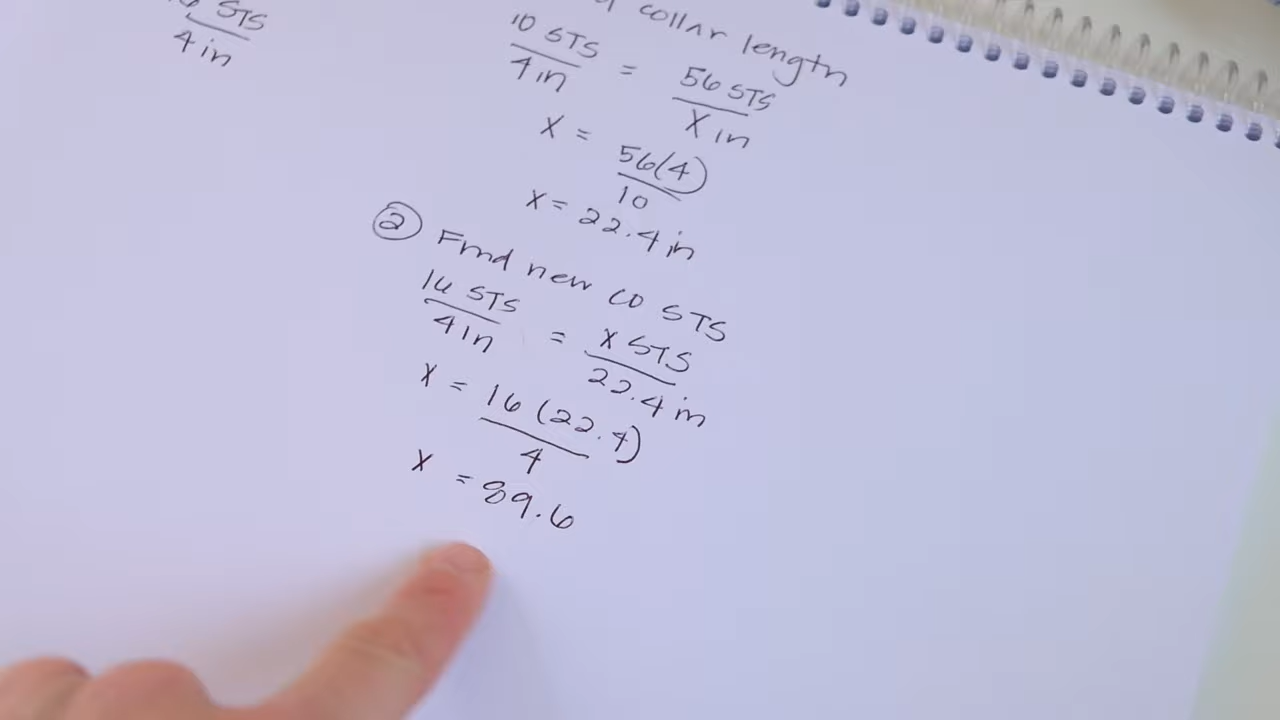 STS
4 in
collar length
10 STS = 56 STS
4 in X in
X = 56(4)
10
X = 22.4 in
2 Find new CO STS
16 STS = X STS
4 in 22.4 in
X = 16 (22.4)
4
X = 89.6